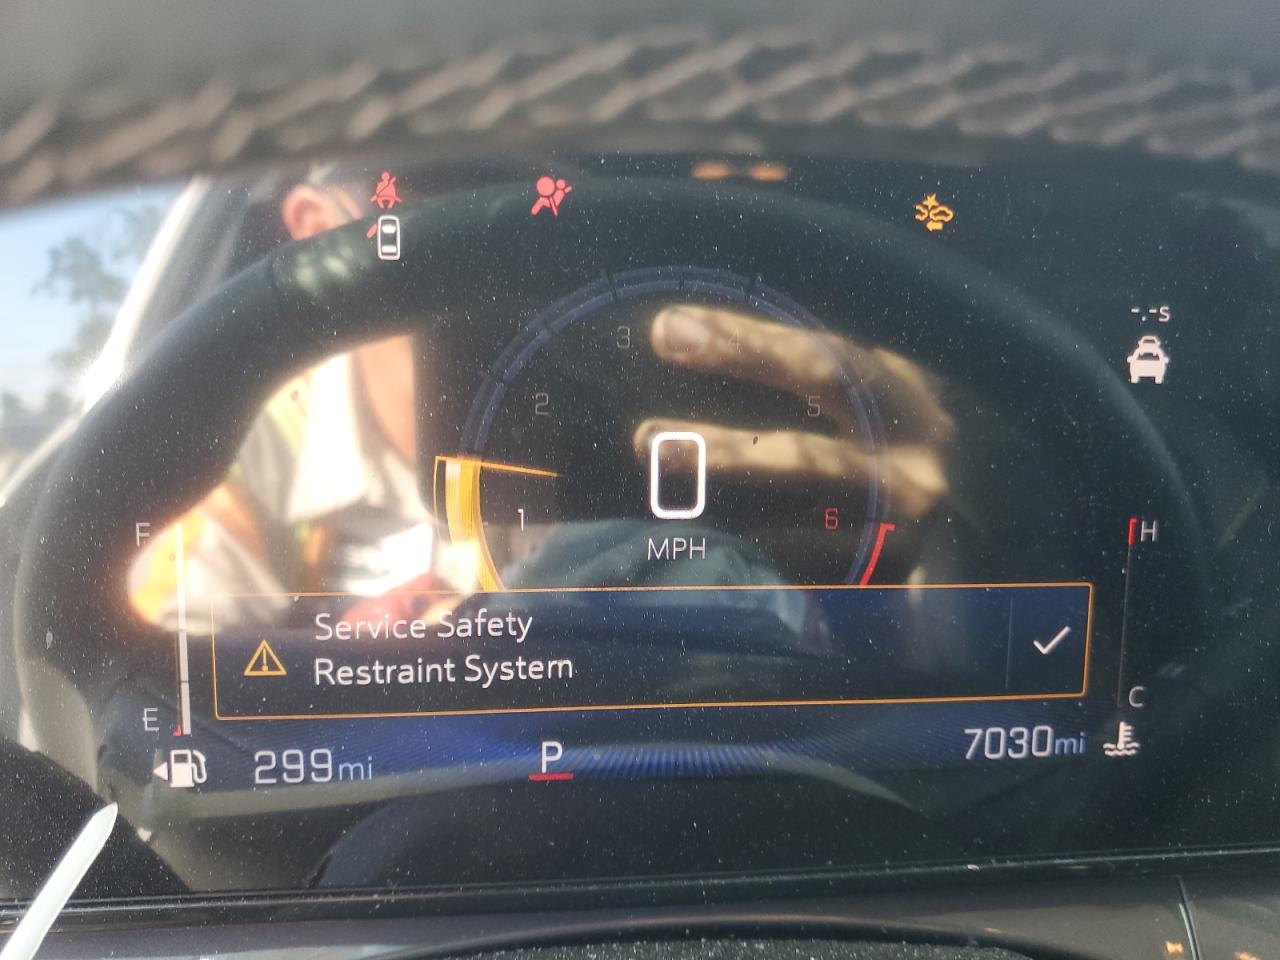 -.-s
3 4
2 5
0
1 6
MPH
F H
Service Safety
Restraint System
E C
299mi P 7030mi